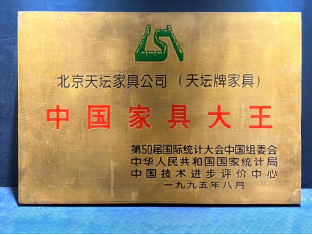 北京天坛家具公司(天坛牌家具)
中国家具大王
第50届国际统计大会中国组委会
中华人民共和国国家统计局
中国技术进步评价中心
一九九五年八月